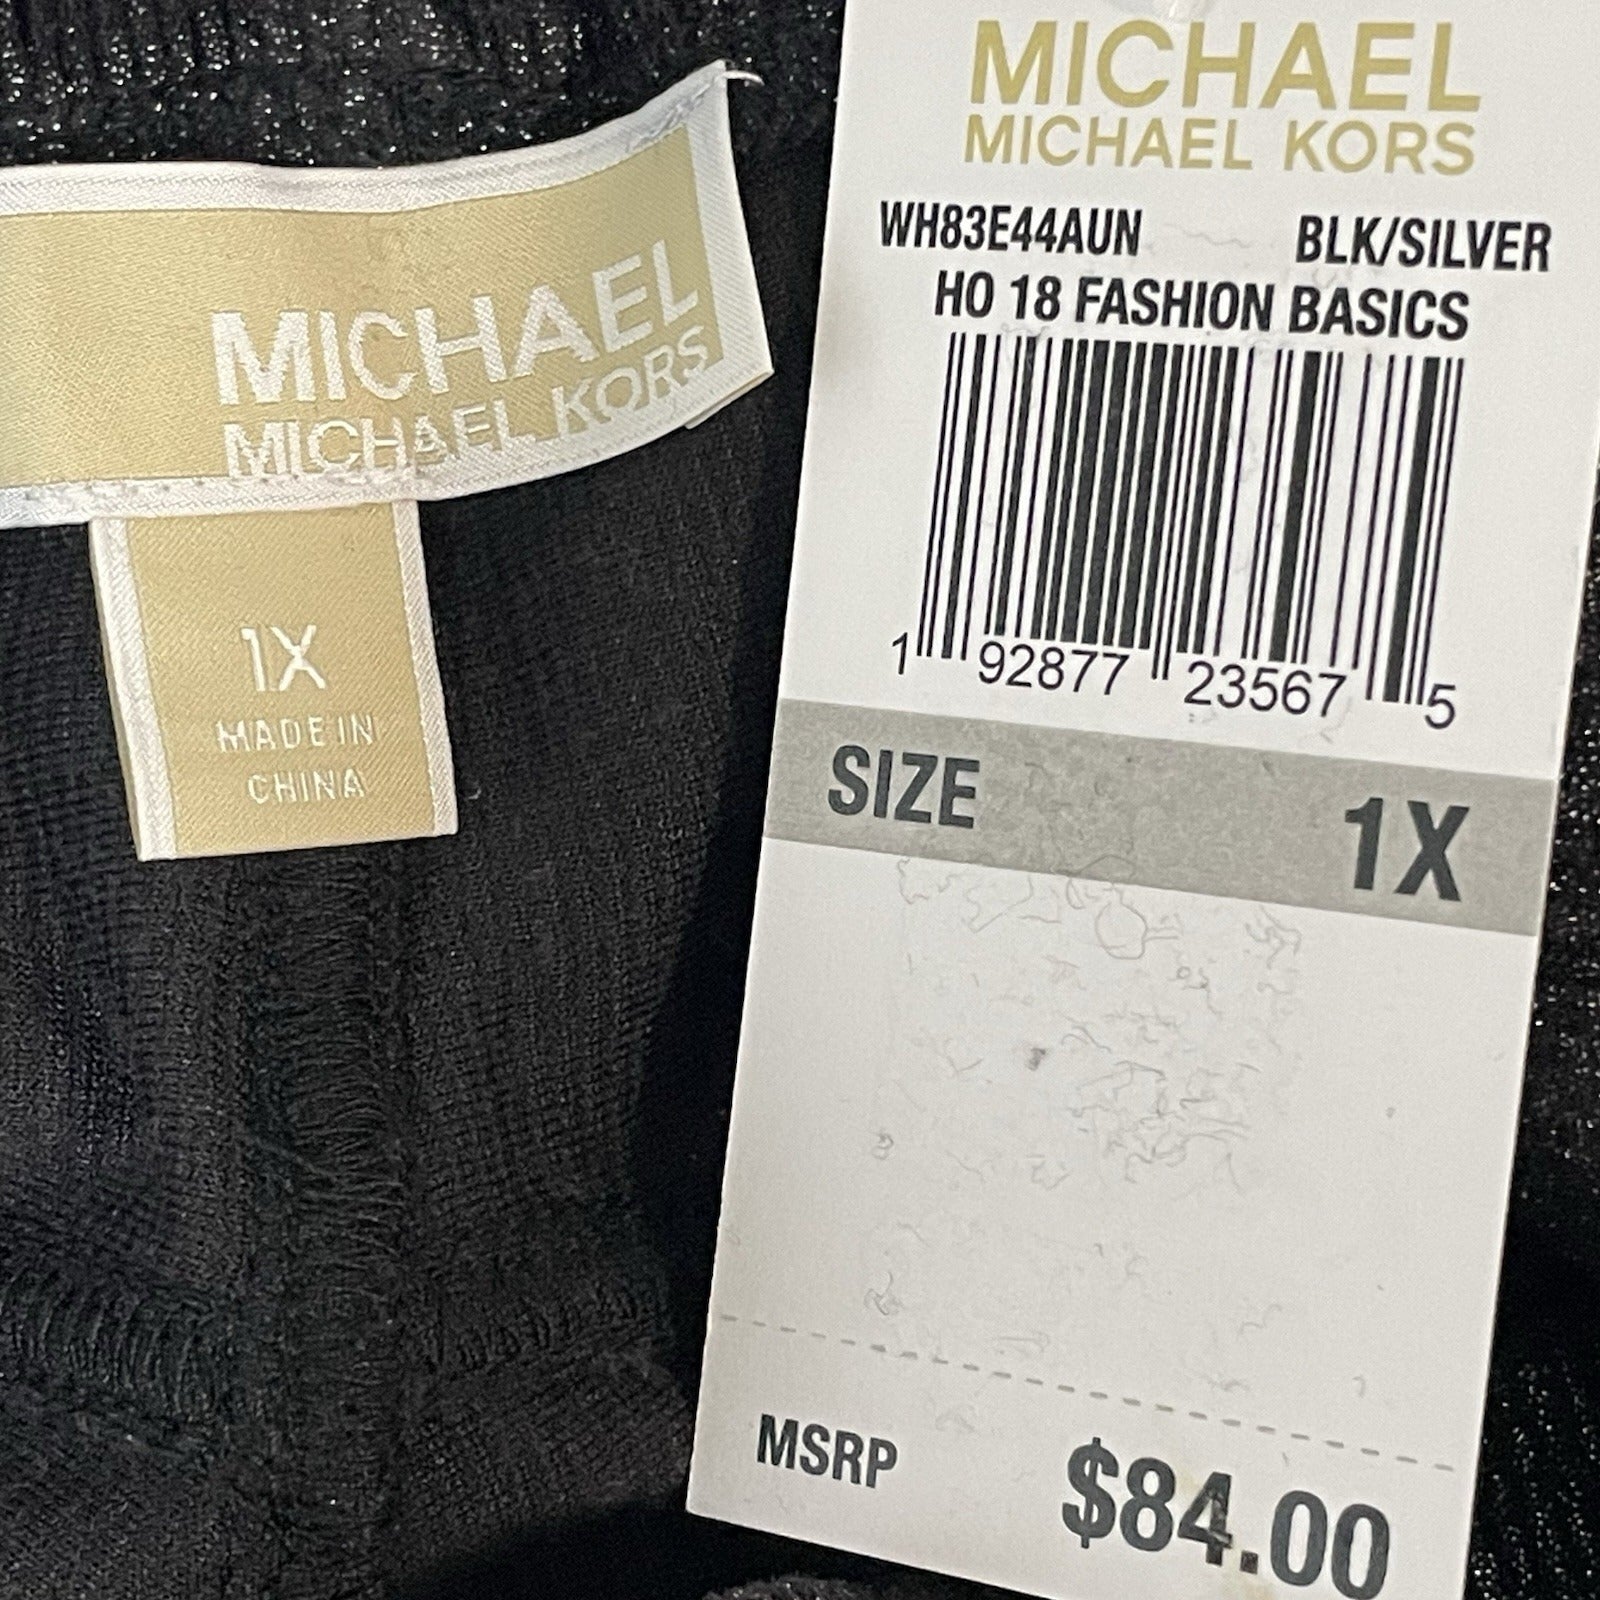 MICHAEL
MICHAEL KORS
1X
MADE IN
CHINA
MICHAEL
MICHAEL KORS
WH83E44AUN BLK/SILVER
HO 18 FASHION BASICS
1 92877 23567 5
SIZE 1X
MSRP $84.00